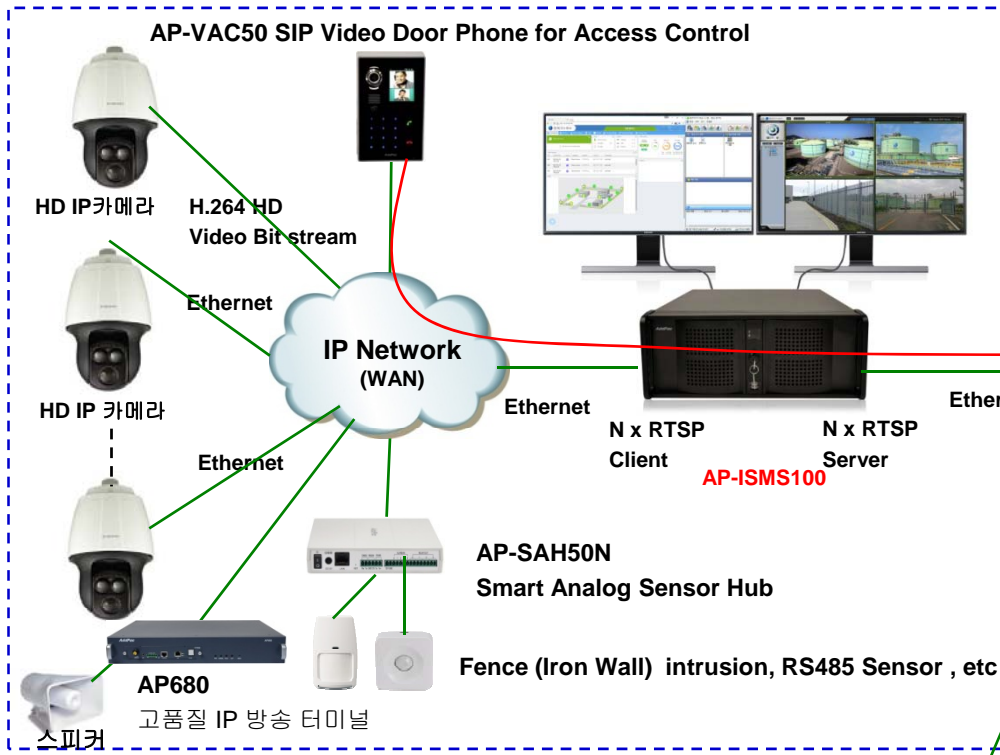 AP-VAC50 SIP Video Door Phone for Access Control
HD IP카메라
H.264 HD
Video Bit stream
Ethernet
IP Network
(WAN)
HD IP 카메라
Ethernet
Ethernet
N x RTSP
Client
N x RTSP
Server
AP-ISMS100
Ether
AP-SAH50N
Smart Analog Sensor Hub
Fence (Iron Wall) intrusion, RS485 Sensor , etc
AP680
고품질 IP 방송 터미널
스피커